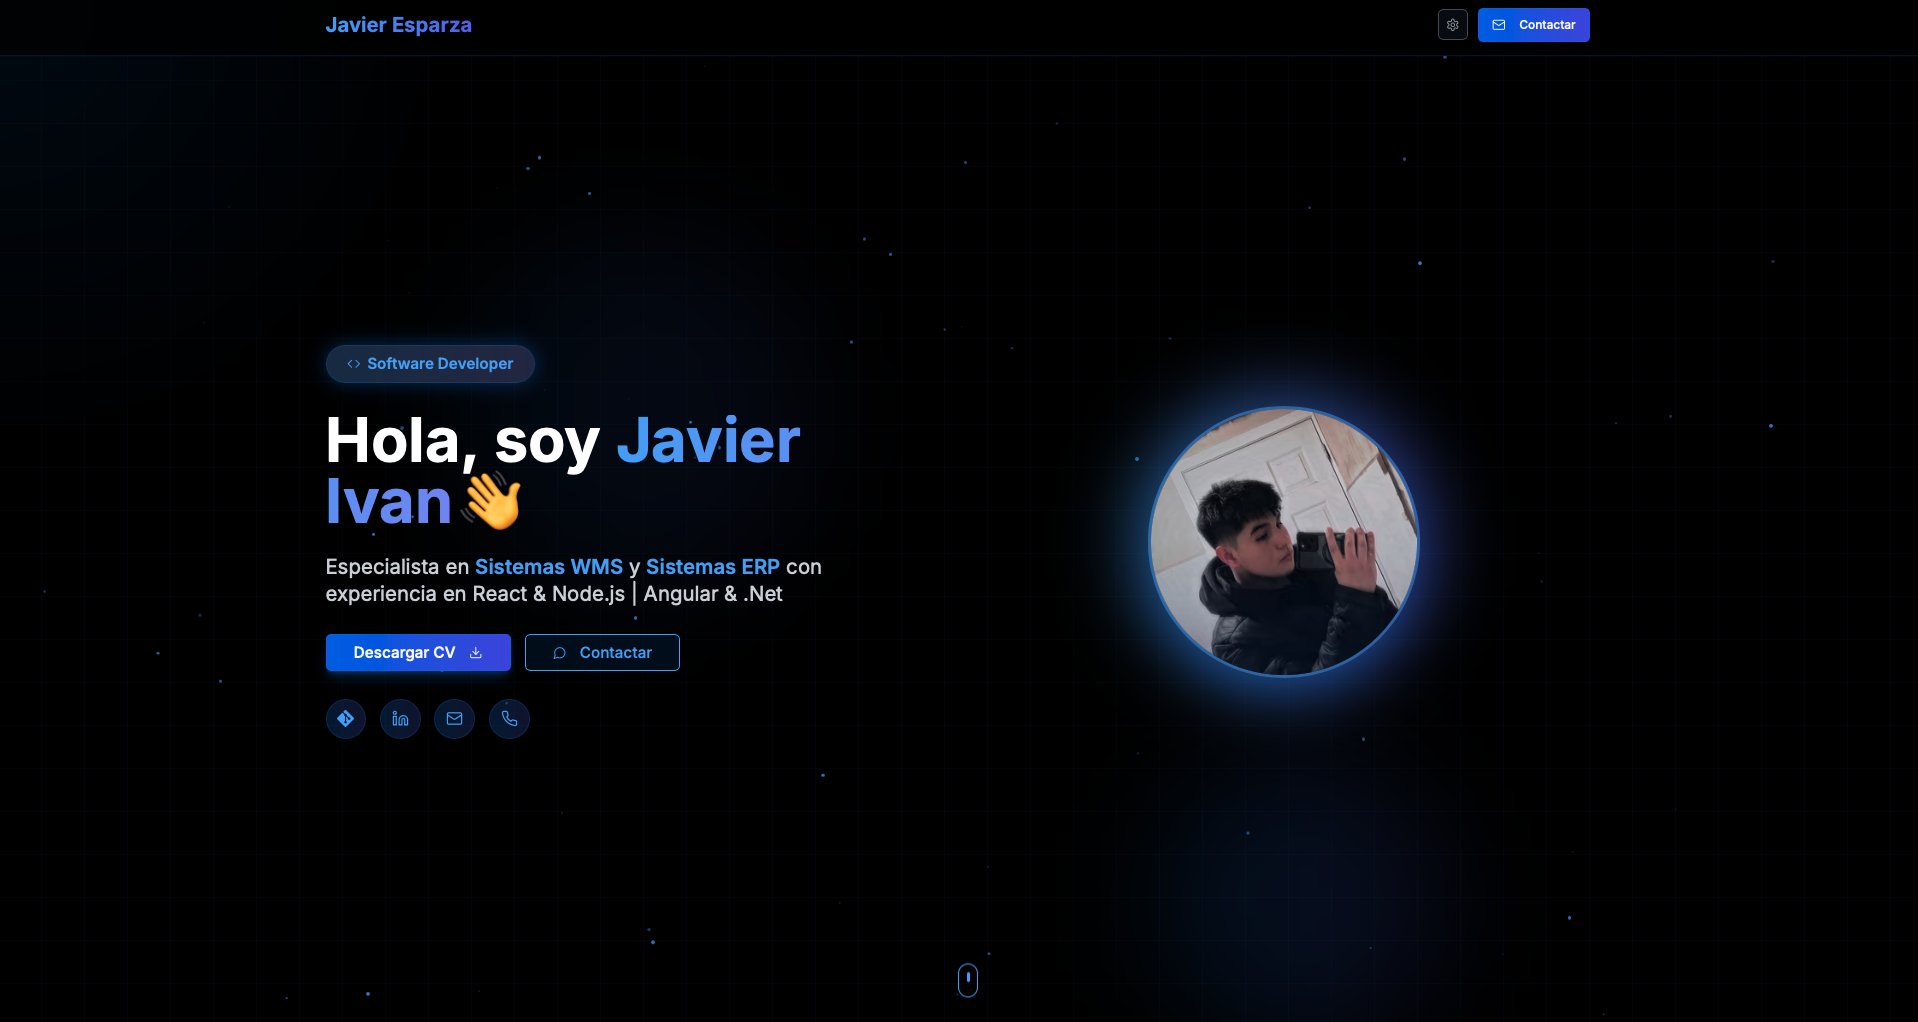 Javier Esparza
Contactar
Software Developer
Hola, soy Javier
Ivan👋
Especialista en Sistemas WMS y Sistemas ERP con
experiencia en React & Node.js | Angular & .Net
Descargar CV
Contactar